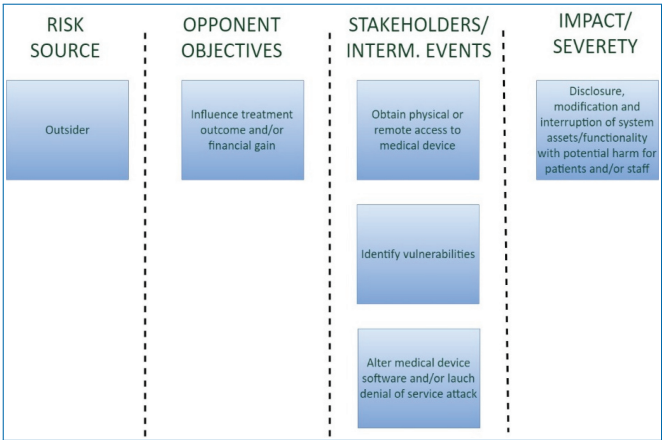 RISK
SOURCE
OPPONENT
OBJECTIVES
STAKEHOLDERS/
INTERM. EVENTS
IMPACT/
SEVERETY
Outsider
Influence treatment
outcome and/or
financial gain
Obtain physical or
remote access to
medical device
Disclosure,
modification and
interruption of system
assets/functionality
with potential harm for
patients and/or staff
Identify vulnerabilities
Alter medical device
software and/or lauch
denial of service attack